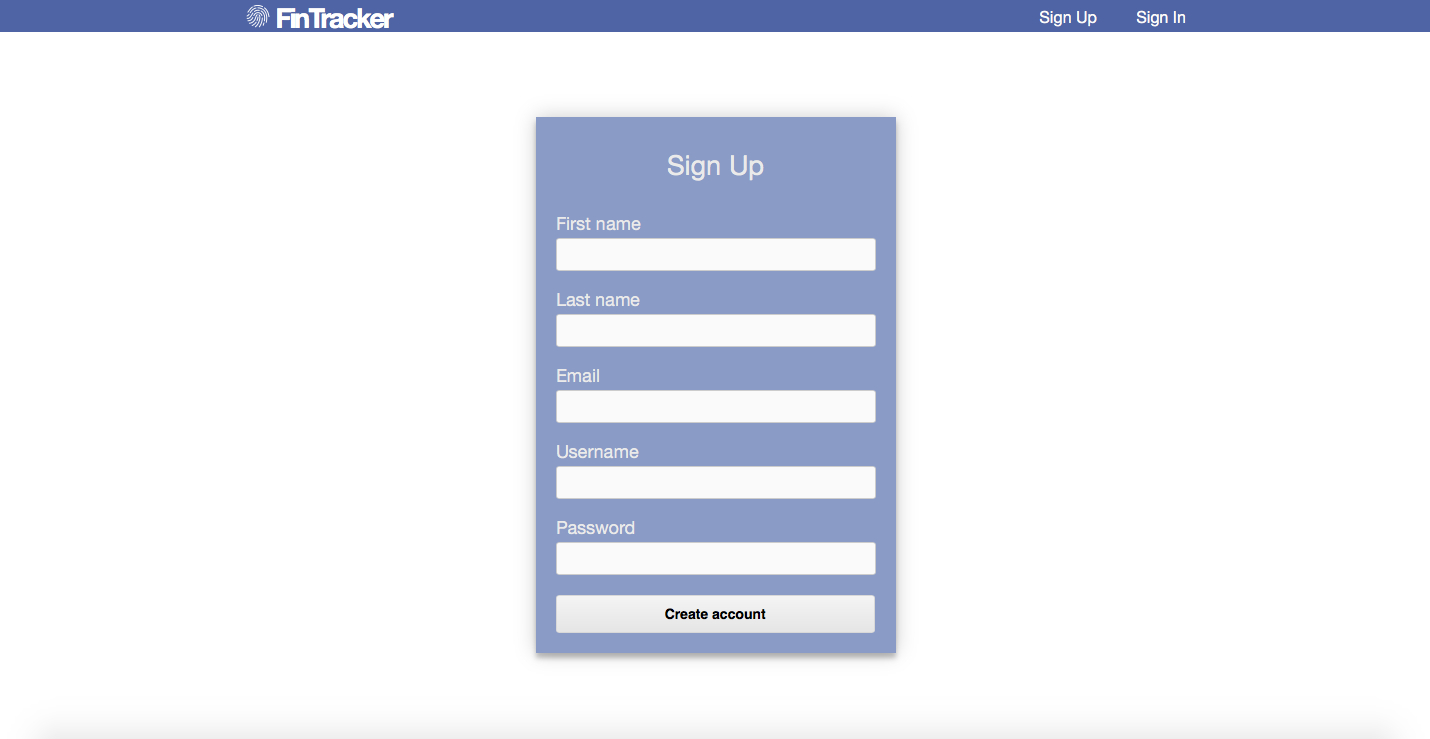 FinTracker
Sign Up
Sign In
Sign Up
First name
Last name
Email
Username
Password
Create account